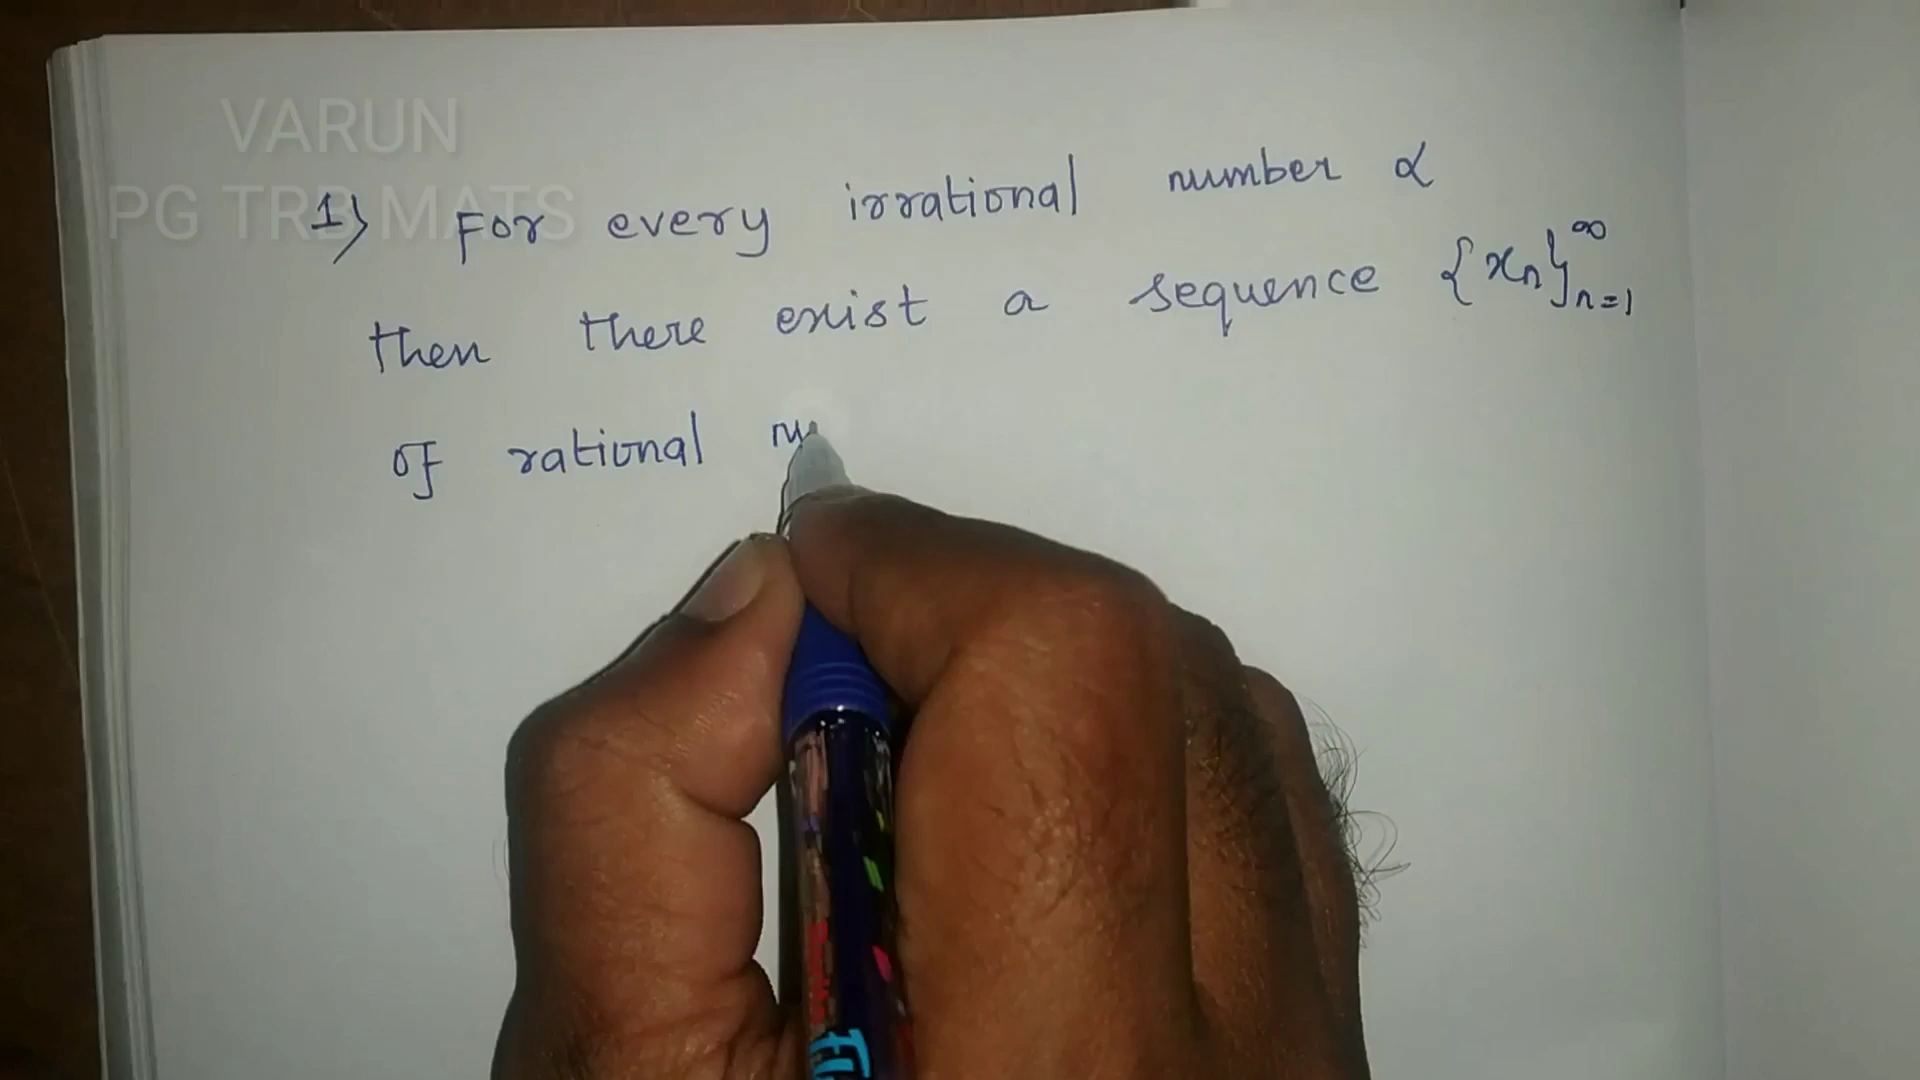 VARUN
PG TRB MATS
1) For every irrational number α
then there exist a sequence {xn}∞n=1
of rational